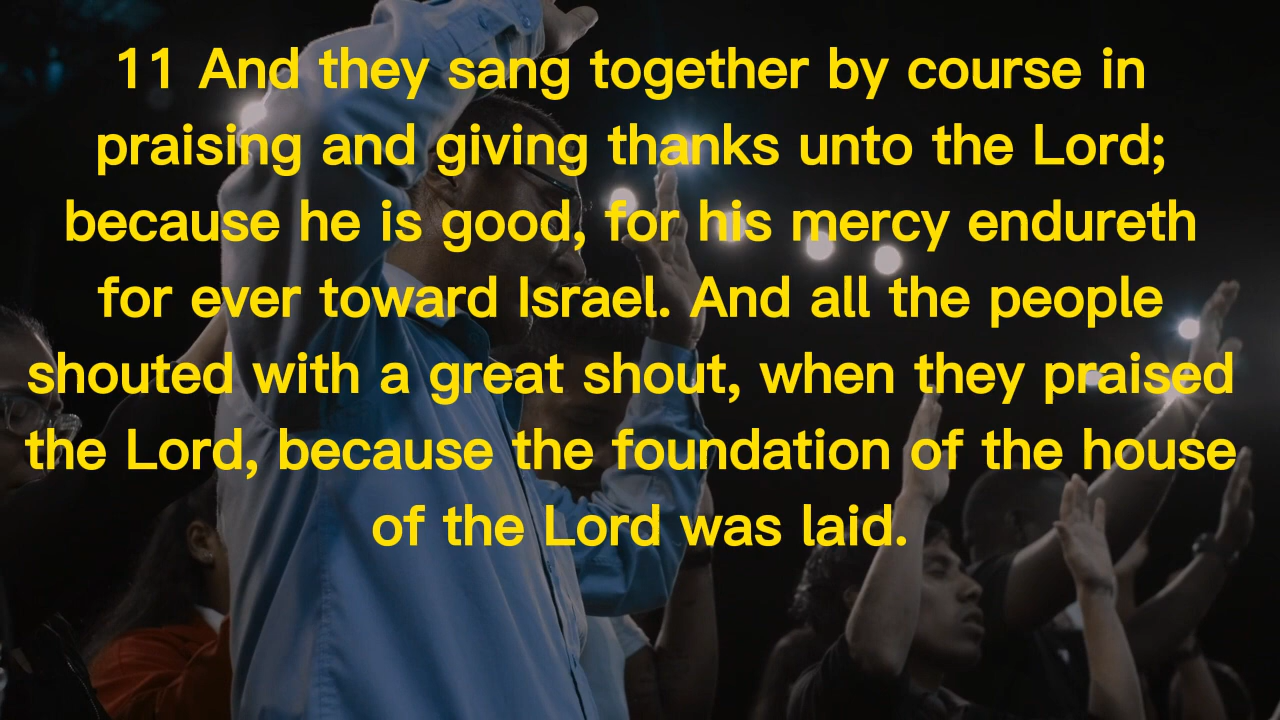 11 And they sang together by course in
praising and giving thanks unto the Lord;
because he is good, for his mercy endureth
for ever toward Israel. And all the people
shouted with a great shout, when they praised
the Lord, because the foundation of the house
of the Lord was laid.